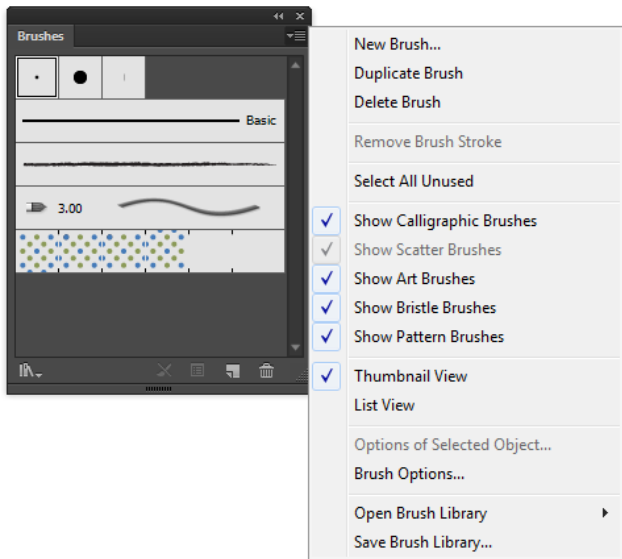 Brushes
Basic
3.00
New Brush...
Duplicate Brush
Delete Brush
Remove Brush Stroke
Select All Unused
Show Calligraphic Brushes
Show Scatter Brushes
Show Art Brushes
Show Bristle Brushes
Show Pattern Brushes
Thumbnail View
List View
Options of Selected Object...
Brush Options...
Open Brush Library
Save Brush Library...